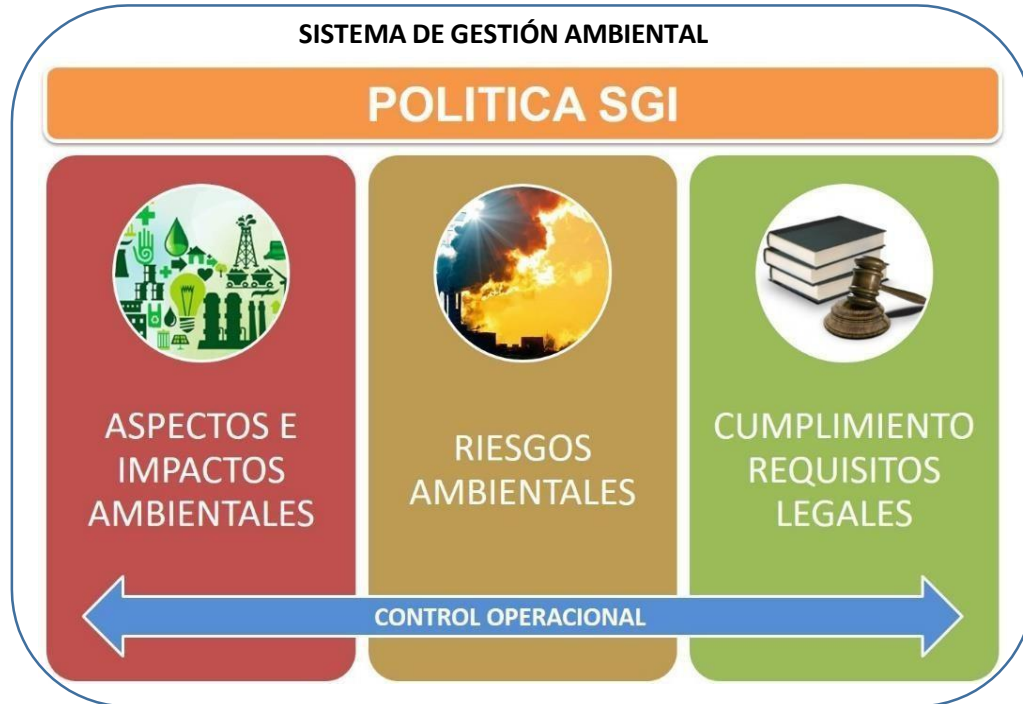 SISTEMA DE GESTIÓN AMBIENTAL
POLITICA SGI
ASPECTOS E
IMPACTOS
AMBIENTALES
RIESGOS
AMBIENTALES
CUMPLIMIENTO
REQUISITOS
LEGALES
CONTROL OPERACIONAL